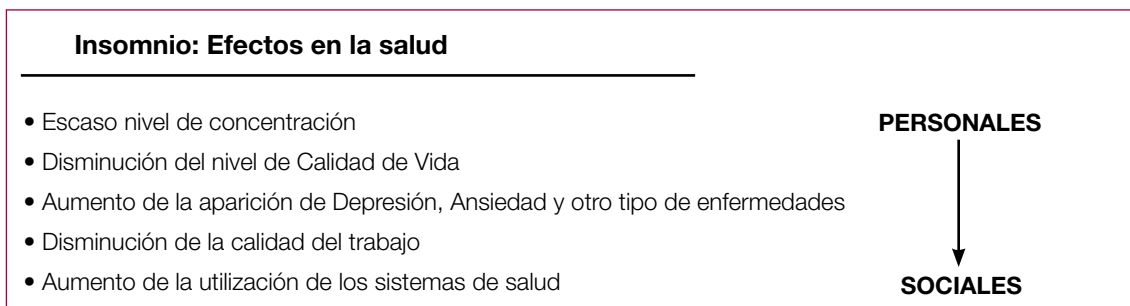 Insomnio: Efectos en la salud
• Escaso nivel de concentración
PERSONALES
• Disminución del nivel de Calidad de Vida
• Aumento de la aparición de Depresión, Ansiedad y otro tipo de enfermedades
• Disminución de la calidad del trabajo
• Aumento de la utilización de los sistemas de salud
SOCIALES